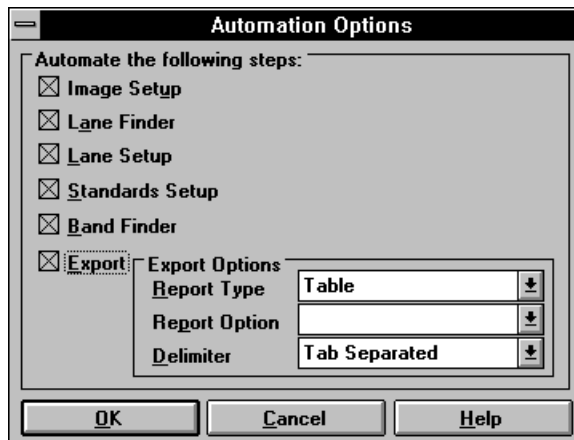 Automation Options
Automate the following steps:
Image Setup
Lane Finder
Lane Setup
Standards Setup
Band Finder
Export
Export Options
Report Type Table
Report Option
Delimiter Tab Separated
OK Cancel Help